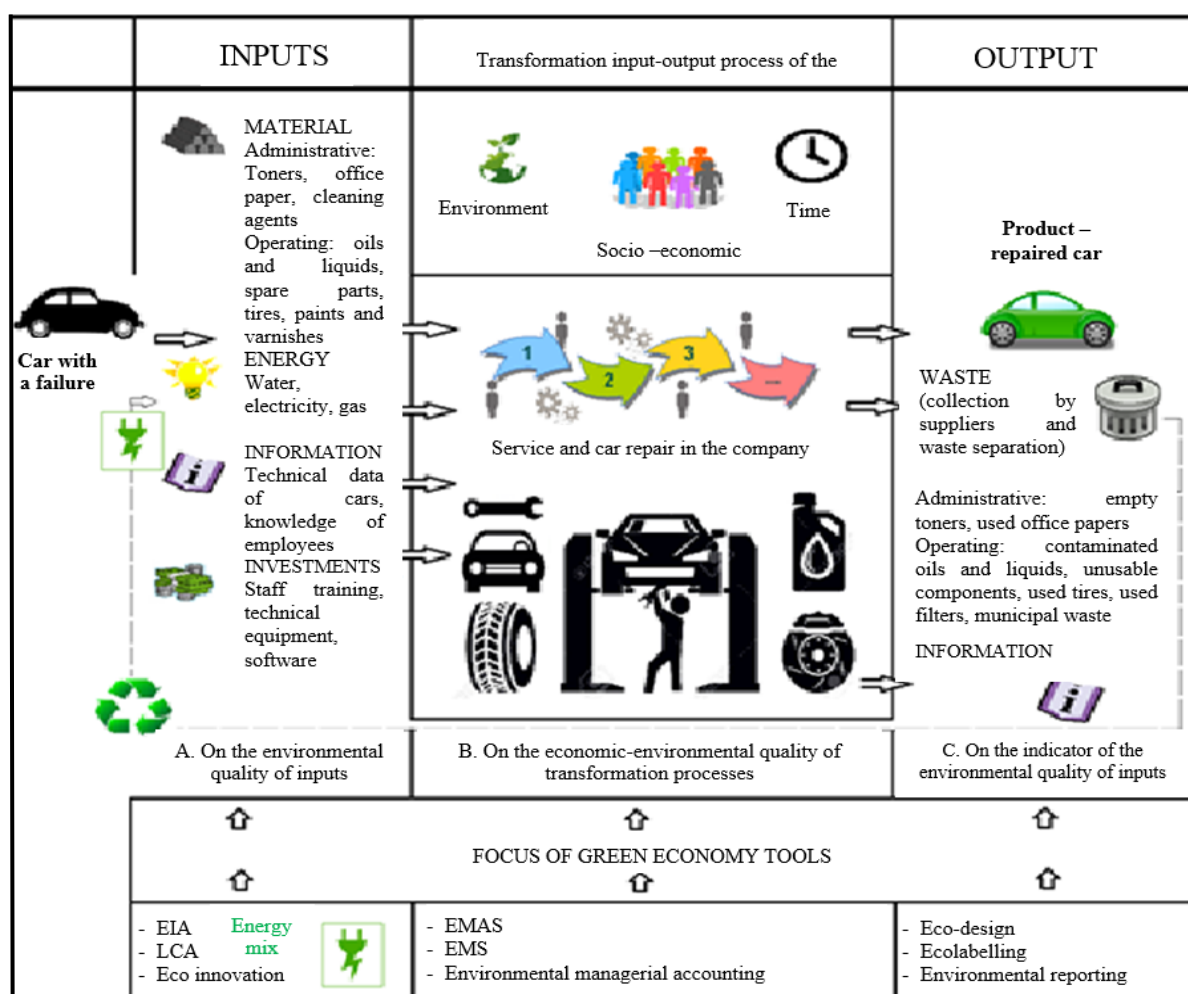 INPUTS
Transformation input-output process of the
OUTPUT
Car with
a failure
MATERIAL
Administrative:
Toners, office
paper, cleaning
agents
Operating: oils
and liquids,
spare parts,
tires, paints and
varnishes
ENERGY
Water,
electricity, gas
INFORMATION
Technical data
of cars,
knowledge of
employees
INVESTMENTS
Staff training,
technical
equipment,
software
Environment
Time
Socio –economic
1
2
3
...
Service and car repair in the company
Product –
repaired car
WASTE
(collection by
suppliers and
waste separation)
Administrative: empty
toners, used office papers
Operating: contaminated
oils and liquids, unusable
components, used tires, used
filters, municipal waste
INFORMATION
A. On the environmental
quality of inputs
B. On the economic-environmental quality of
transformation processes
C. On the indicator of the
environmental quality of inputs
FOCUS OF GREEN ECONOMY TOOLS
- EIA
- LCA
- Eco innovation
Energy
mix
- EMAS
- EMS
- Environmental managerial accounting
- Eco-design
- Ecolabelling
- Environmental reporting